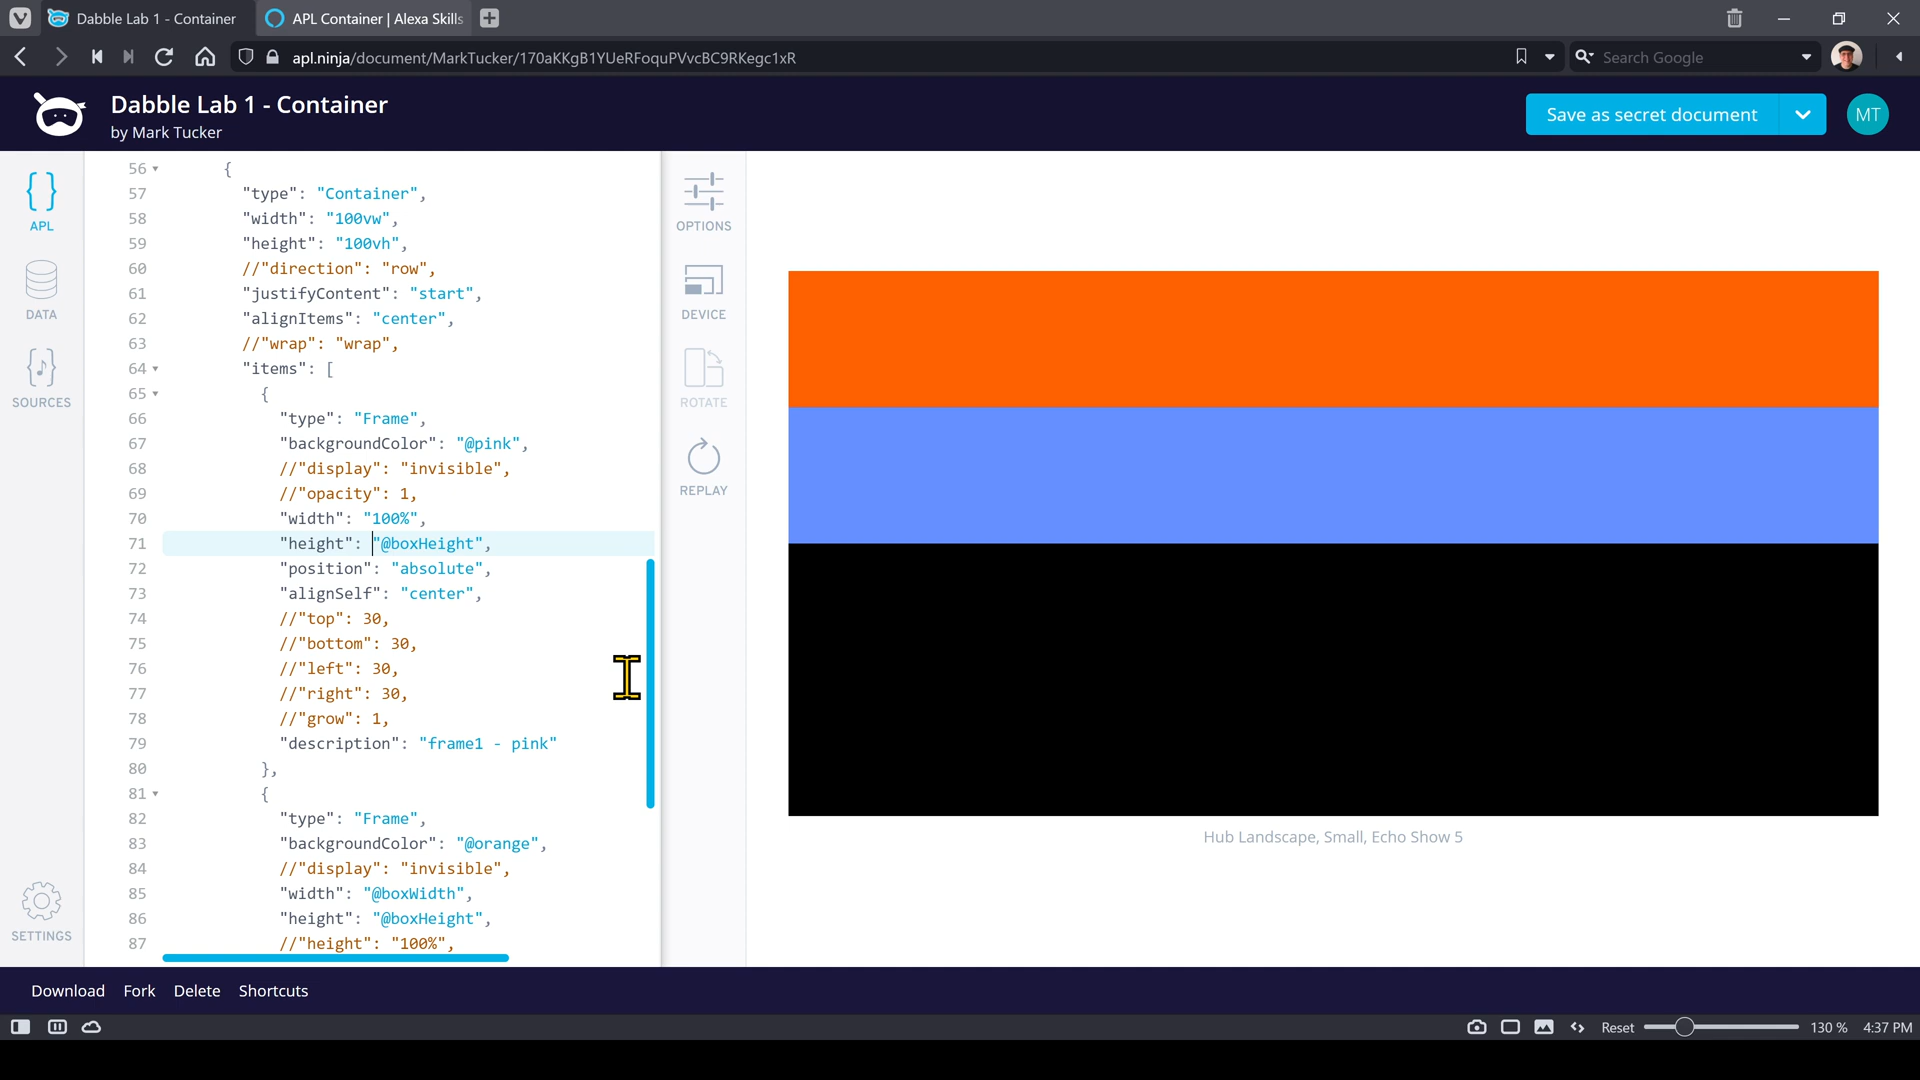 Dabble Lab 1 - Container
APL Container | Alexa Skills
apl.ninja/document/MarkTucker/170aKKgB1YUeRFoquPVvcBC9RKegc1xR
Search Google
Dabble Lab 1 - Container
by Mark Tucker
Save as secret document
MT
APL
DATA
SOURCES
SETTINGS
56 {
57 "type": "Container",
58 "width": "100vw",
59 "height": "100vh",
60 //"direction": "row",
61 "justifyContent": "start",
62 "alignItems": "center",
63 //"wrap": "wrap",
64 "items": [
65 {
66 "type": "Frame",
67 "backgroundColor": "@pink",
68 //"display": "invisible",
69 //"opacity": 1,
70 "width": "100%",
71 "height": "@boxHeight",
72 "position": "absolute",
73 "alignSelf": "center",
74 //"top": 30,
75 //"bottom": 30,
76 //"left": 30,
77 //"right": 30,
78 //"grow": 1,
79 "description": "frame1 - pink"
80 },
81 {
82 "type": "Frame",
83 "backgroundColor": "@orange",
84 //"display": "invisible",
85 "width": "@boxWidth",
86 "height": "@boxHeight",
87 //"height": "100%",
OPTIONS
DEVICE
ROTATE
REPLAY
Hub Landscape, Small, Echo Show 5
Download Fork Delete Shortcuts
Reset 130 % 4:37 PM